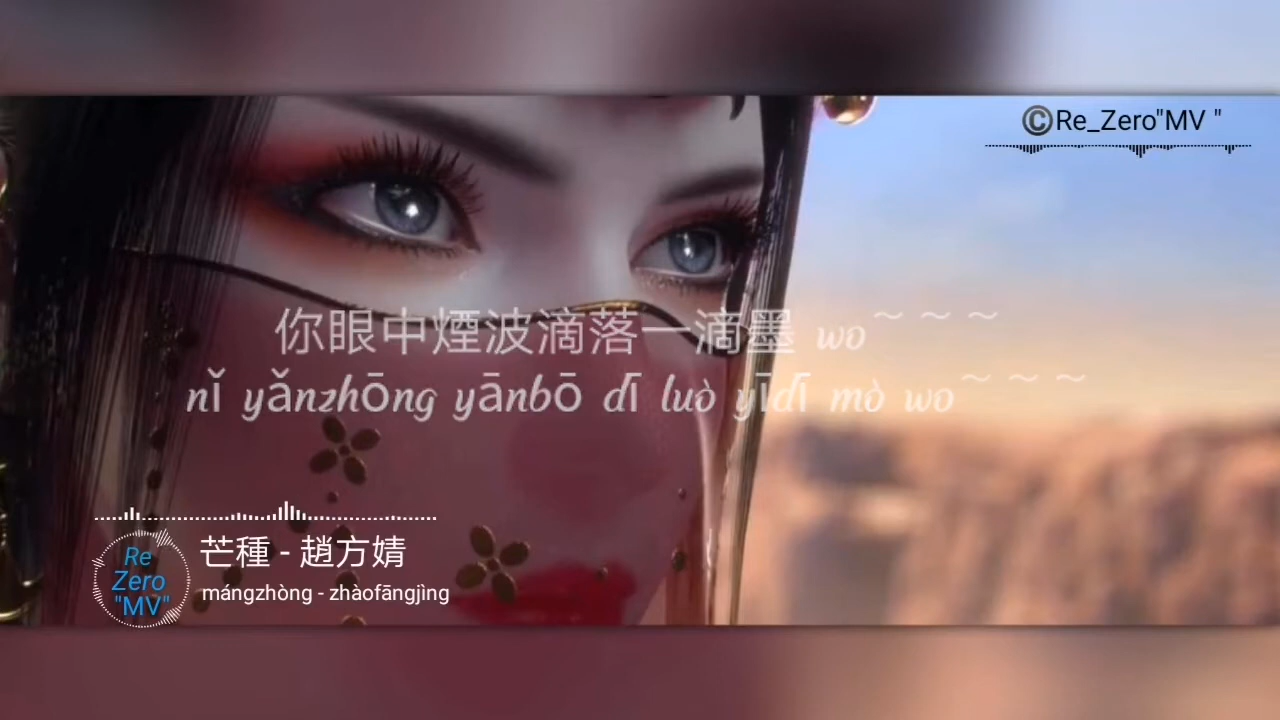 ©Re_Zero"MV "
你眼中煙波滴落一滴墨 wo~~~
nǐ yǎnzhōng yānbō dī luò yīdī mò wo~~~
芒種 - 趙方婧
mángzhòng - zhàofāngjìng
Re
Zero
"MV"